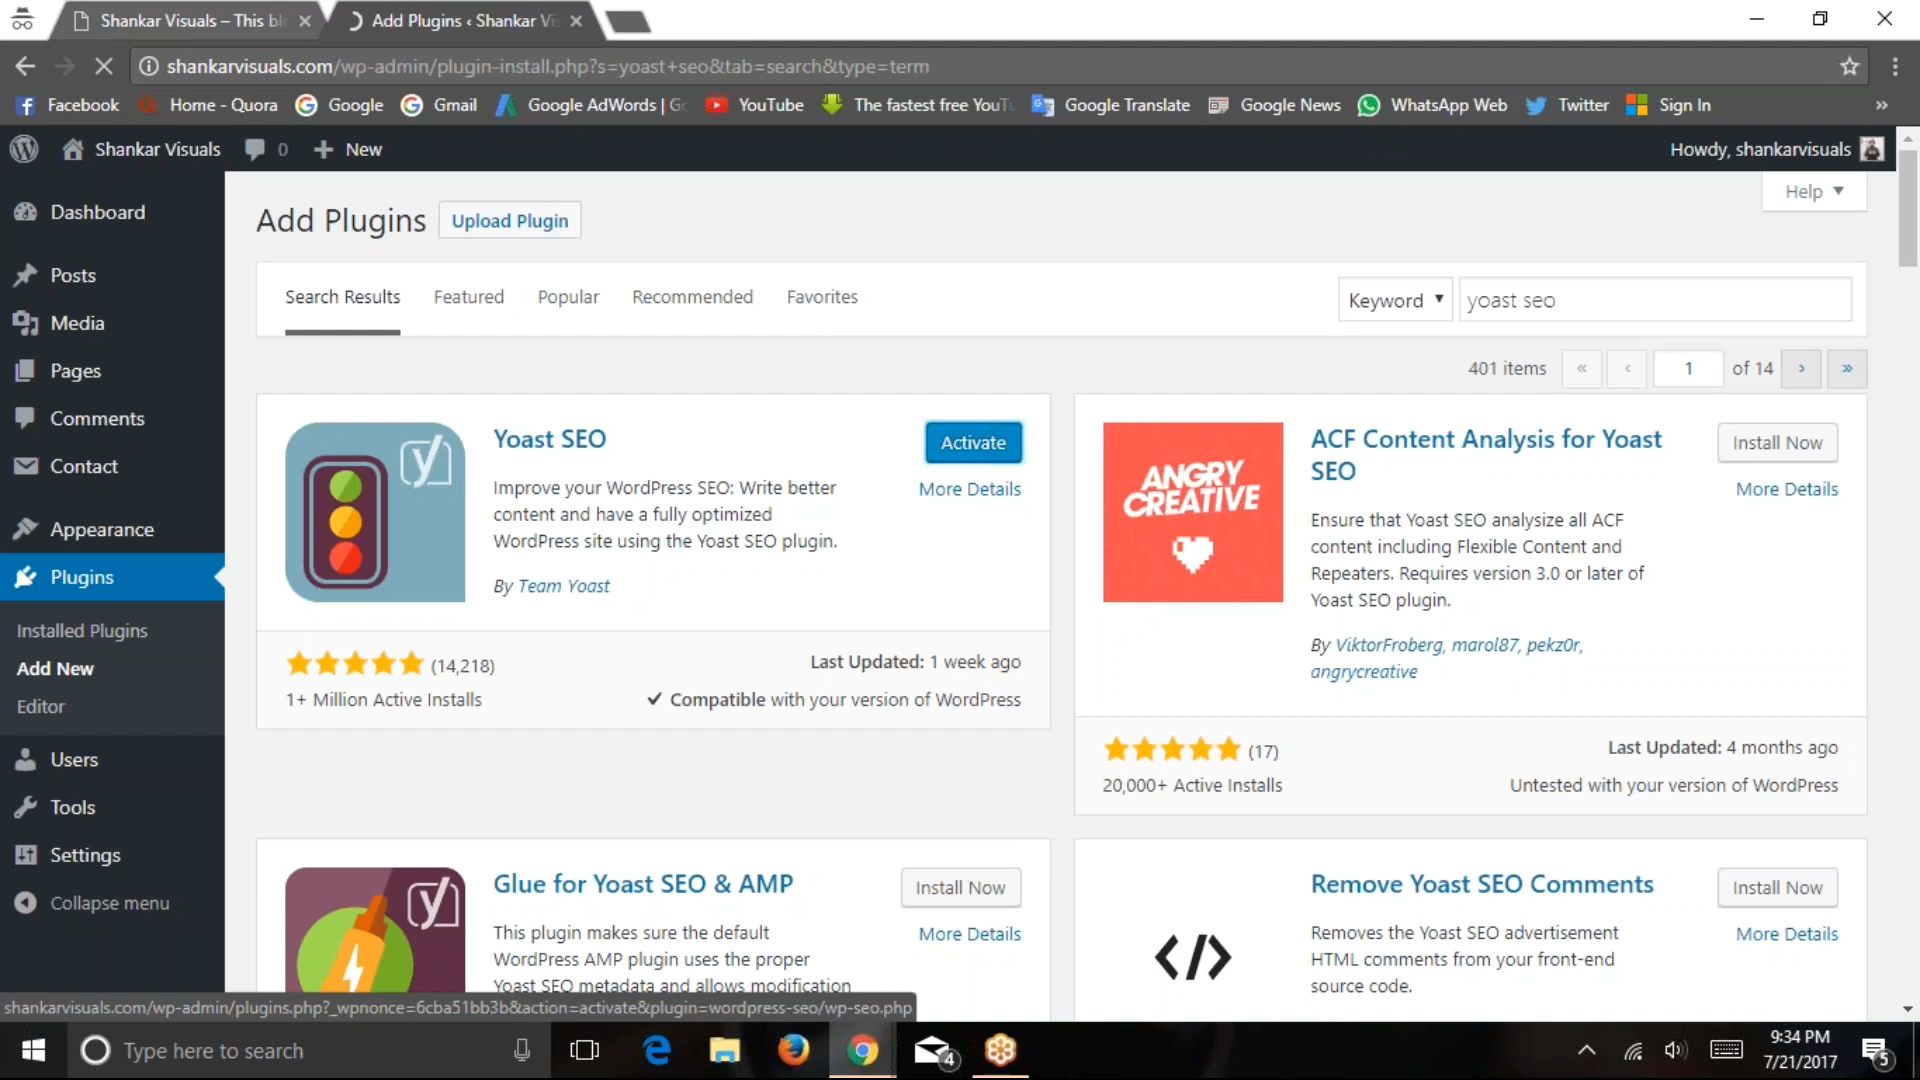 Shankar Visuals – This bl
Add Plugins ‹ Shankar Vis
shankarvisuals.com/wp-admin/plugin-install.php?s=yoast+seo&tab=search&type=term
Facebook
Home - Quora
Google
Gmail
Google AdWords | Go
YouTube
The fastest free YouTu
Google Translate
Google News
WhatsApp Web
Twitter
Sign In
»
Shankar Visuals
0
+ New
Howdy, shankarvisuals
Dashboard
Posts
Media
Pages
Comments
Contact
Appearance
Plugins
Installed Plugins
Add New
Editor
Users
Tools
Settings
Collapse menu
Help ▼
Add Plugins
Upload Plugin
Search Results
Featured
Popular
Recommended
Favorites
Keyword ▼
yoast seo
401 items
«
‹
1
of 14
›
»
Yoast SEO
Activate
More Details
Improve your WordPress SEO: Write better
content and have a fully optimized
WordPress site using the Yoast SEO plugin.
By Team Yoast
(14,218)
1+ Million Active Installs
Last Updated: 1 week ago
✔ Compatible with your version of WordPress
ANGRY
CREATIVE
ACF Content Analysis for Yoast
SEO
Install Now
More Details
Ensure that Yoast SEO analysize all ACF
content including Flexible Content and
Repeaters. Requires version 3.0 or later of
Yoast SEO plugin.
By ViktorFroberg, marol87, pekz0r,
angrycreative
(17)
20,000+ Active Installs
Last Updated: 4 months ago
Untested with your version of WordPress
Glue for Yoast SEO & AMP
Install Now
More Details
This plugin makes sure the default
WordPress AMP plugin uses the proper
Yoast SEO metadata and allows modification
</>
Remove Yoast SEO Comments
Install Now
More Details
Removes the Yoast SEO advertisement
HTML comments from your front-end
source code.
shankarvisuals.com/wp-admin/plugins.php?_wpnonce=6cba51bb3b&action=activate&plugin=wordpress-seo/wp-seo.php
Type here to search
4
9:34 PM
7/21/2017
5